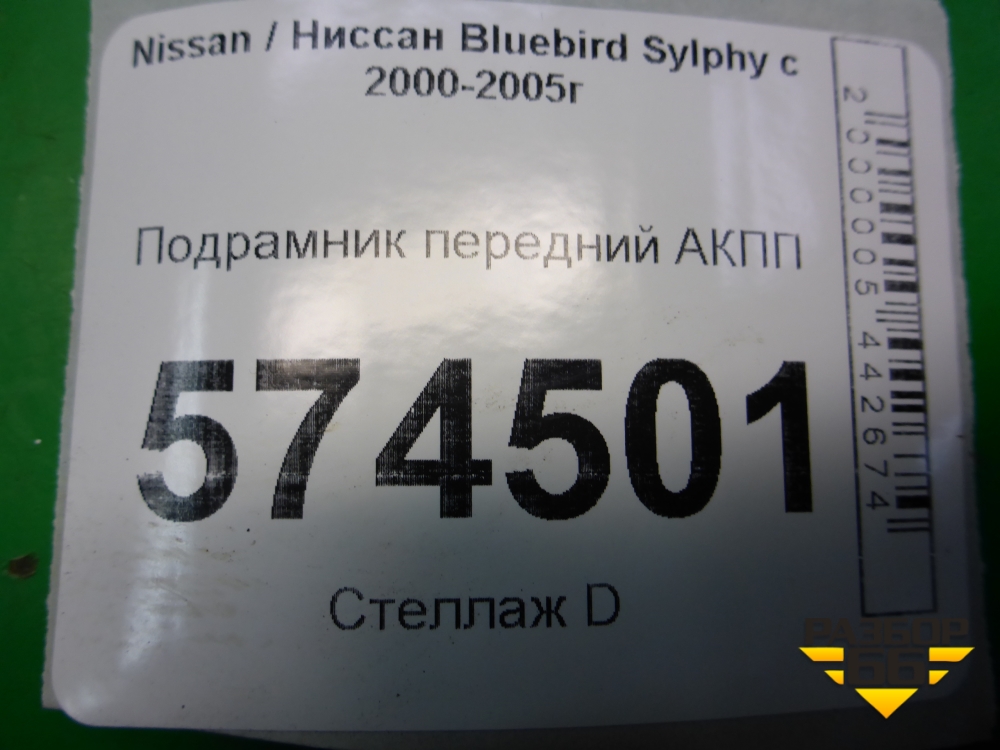 Nissan / Ниссан Bluebird Sylphy с
2000-2005г
Подрамник передний АКПП
574501
Стеллаж D
2000005442674
РАЗБОР
66